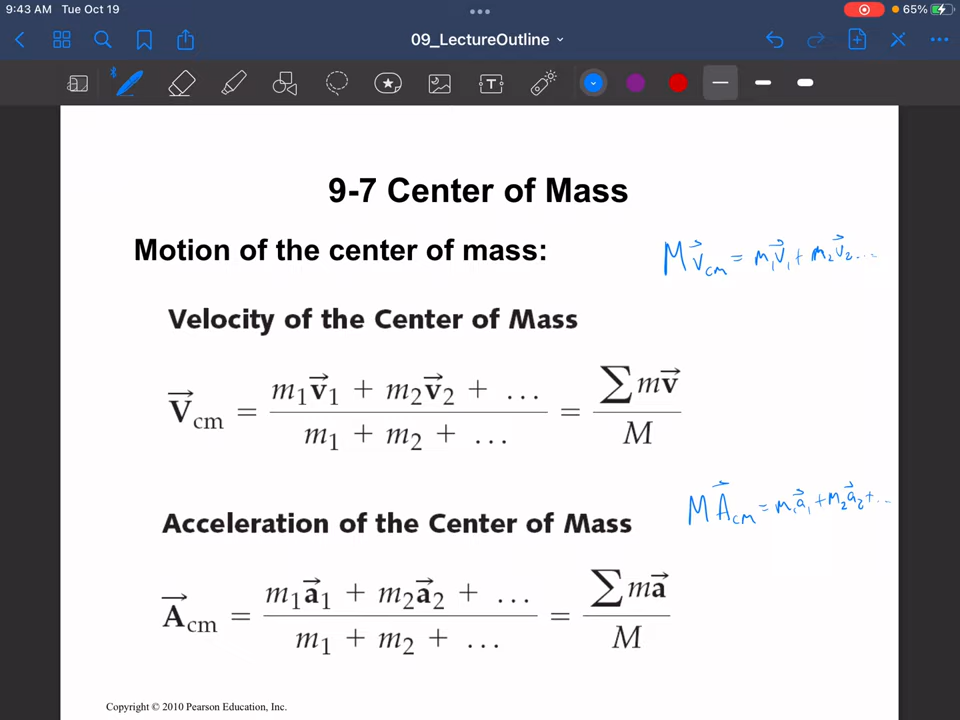 9:43 AM Tue Oct 19
65%
09_LectureOutline
T
9-7 Center of Mass
Motion of the center of mass:
M v⃗cm = m₁v⃗₁ + m₂v⃗₂ ...
Velocity of the Center of Mass
V⃗cm = (m₁v⃗₁ + m₂v⃗₂ + ...) / (m₁ + m₂ + ...) = ∑mv⃗ / M
M A⃗cm = m₁a⃗₁ + m₂a⃗₂ + ...
Acceleration of the Center of Mass
A⃗cm = (m₁a⃗₁ + m₂a⃗₂ + ...) / (m₁ + m₂ + ...) = ∑ma⃗ / M
Copyright © 2010 Pearson Education, Inc.